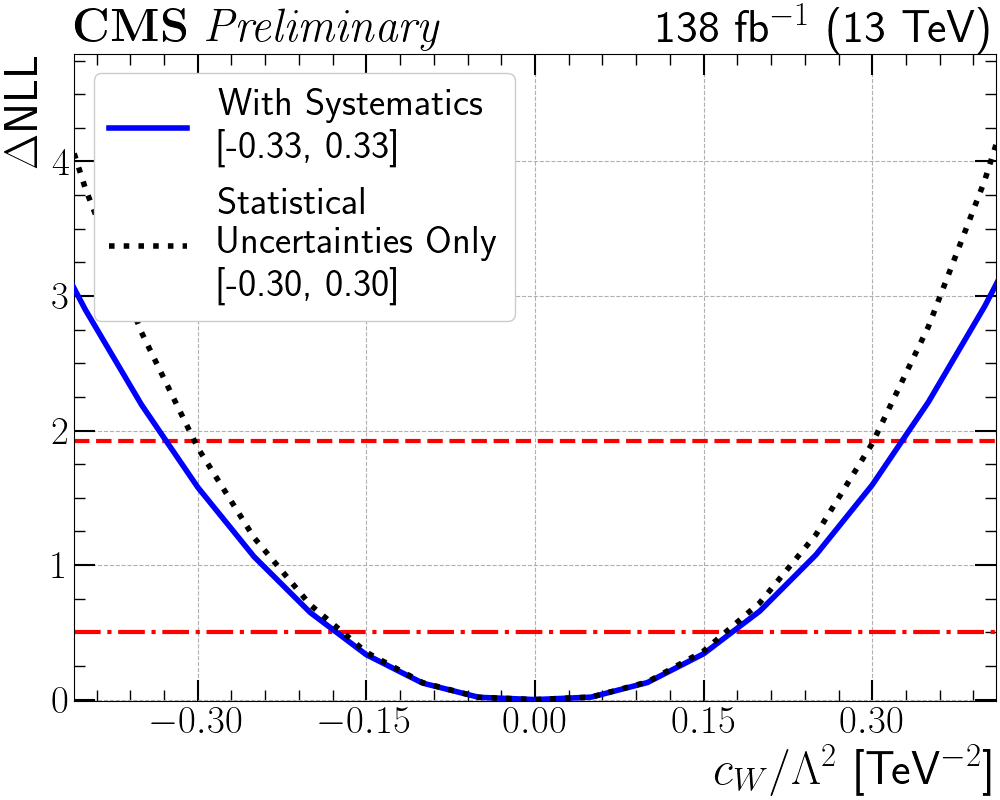 CMS Preliminary
138 fb⁻¹ (13 TeV)
ΔNLL
With Systematics
[-0.33, 0.33]
Statistical
Uncertainties Only
[-0.30, 0.30]
4
3
2
1
0
−0.30 −0.15 0.00 0.15 0.30
c_W/Λ² [TeV⁻²]